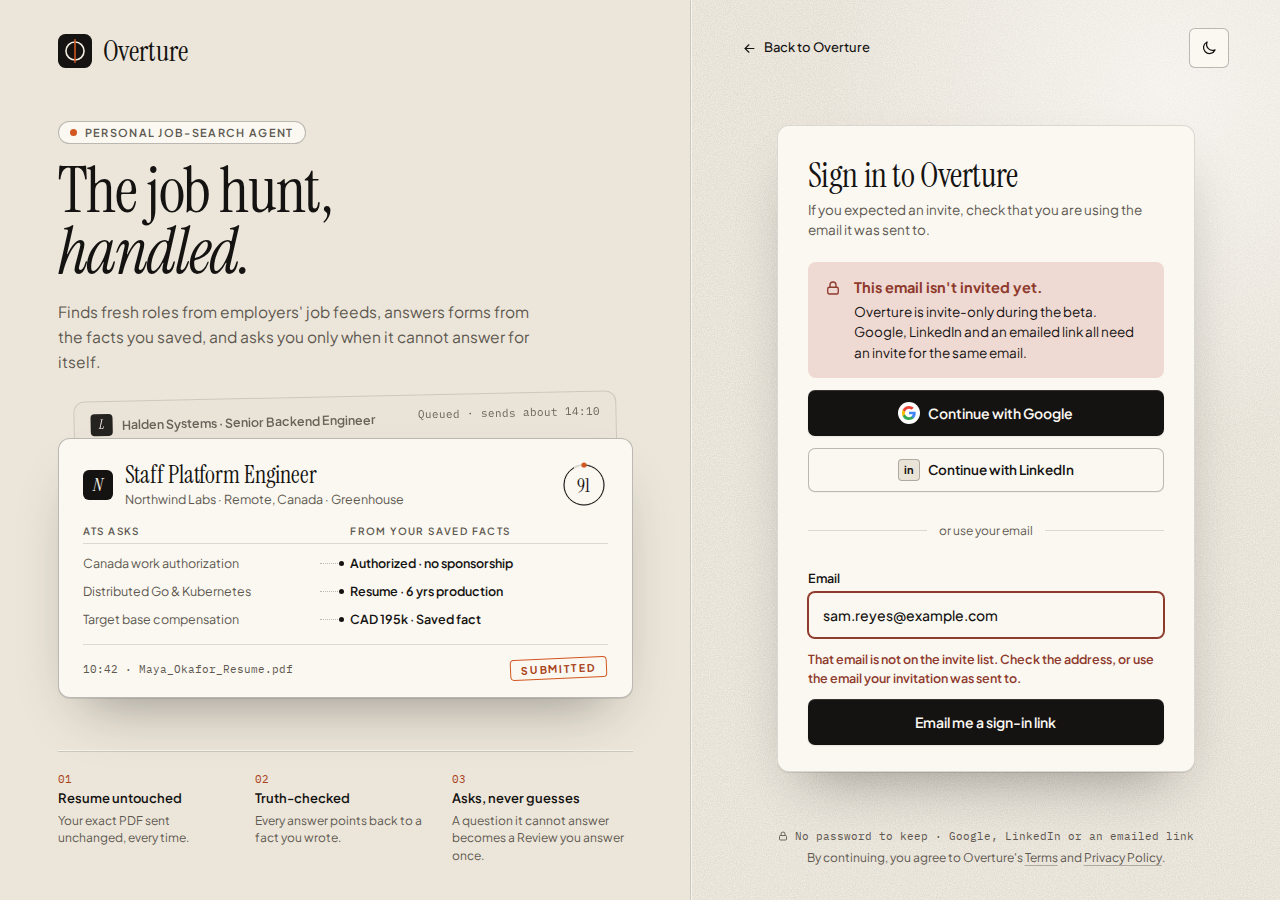 Overture
PERSONAL JOB-SEARCH AGENT
The job hunt,
handled.
Finds fresh roles from employers' job feeds, answers forms from
the facts you saved, and asks you only when it cannot answer for
itself.
L
Halden Systems · Senior Backend Engineer
Queued · sends about 14:10
N
Staff Platform Engineer
Northwind Labs · Remote, Canada · Greenhouse
91
ATS ASKS
FROM YOUR SAVED FACTS
Canada work authorization
Authorized · no sponsorship
Distributed Go & Kubernetes
Resume · 6 yrs production
Target base compensation
CAD 195k · Saved fact
10:42 · Maya_Okafor_Resume.pdf
SUBMITTED
01
Resume untouched
Your exact PDF sent
unchanged, every time.
02
Truth-checked
Every answer points back to a
fact you wrote.
03
Asks, never guesses
A question it cannot answer
becomes a Review you answer
once.
← Back to Overture
Sign in to Overture
If you expected an invite, check that you are using the
email it was sent to.
This email isn't invited yet.
Overture is invite-only during the beta.
Google, LinkedIn and an emailed link all need
an invite for the same email.
Continue with Google
in
Continue with LinkedIn
or use your email
Email
sam.reyes@example.com
That email is not on the invite list. Check the address, or use
the email your invitation was sent to.
Email me a sign-in link
No password to keep · Google, LinkedIn or an emailed link
By continuing, you agree to Overture's Terms and Privacy Policy.